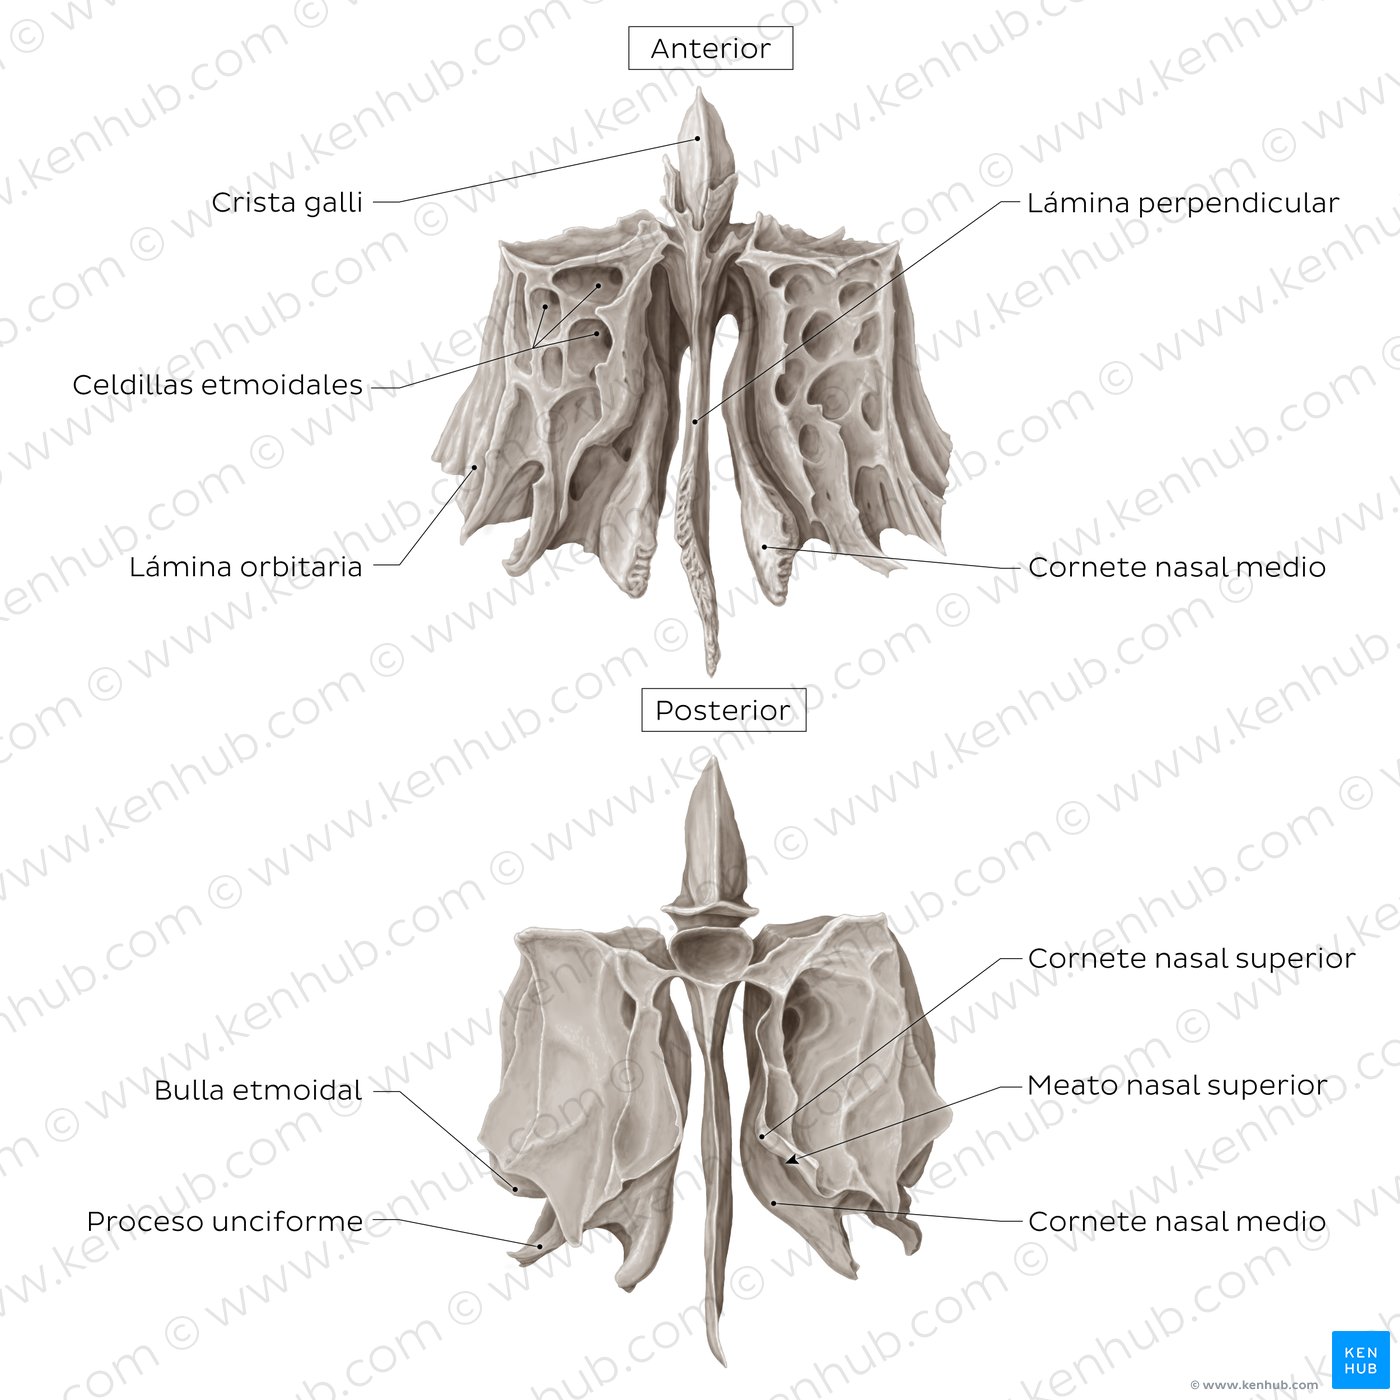 Anterior
Crista galli
Lámina perpendicular
Celdillas etmoidales
Lámina orbitaria
Cornete nasal medio
Posterior
Cornete nasal superior
Bulla etmoidal
Meato nasal superior
Proceso unciforme
Cornete nasal medio
KEN
HUB
© www.kenhub.com